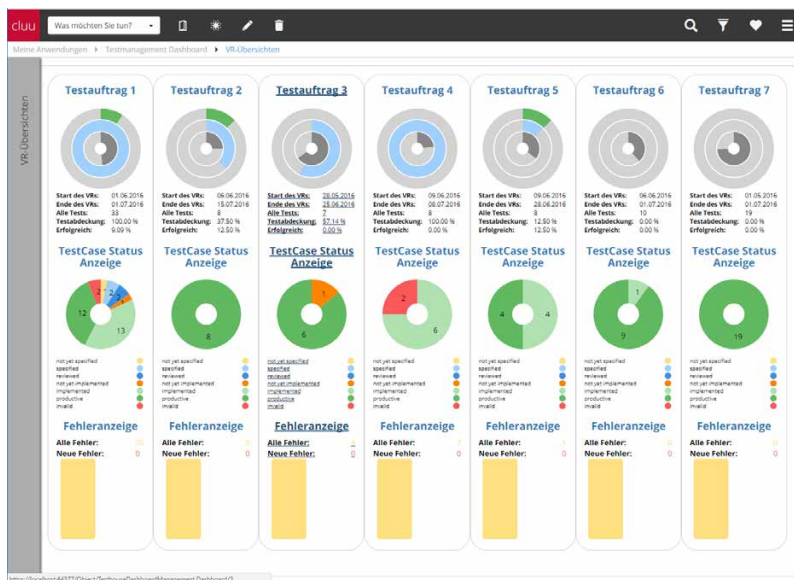 cluu
Was möchten Sie tun?
Meine Anwendungen Testmanagement Dashboard VR-Übersichten
VR-Übersichten
Testauftrag 1
Start des VRs: 01.06.2016
Ende des VRs: 01.07.2016
Alle Tests: 33
Testabdeckung: 100.00 %
Erfolgreich: 9.09 %
TestCase Status
Anzeige
2
1
2
2
1
12
13
not yet specified
specified
reviewed
not yet implemented
implemented
productive
invalid
Fehleranzeige
Alle Fehler:
Neue Fehler: 0
Testauftrag 2
Start des VRs: 06.06.2016
Ende des VRs: 15.07.2016
Alle Tests: 8
Testabdeckung: 37.50 %
Erfolgreich: 12.50 %
TestCase Status
Anzeige
8
not yet specified
specified
reviewed
not yet implemented
implemented
productive
invalid
Fehleranzeige
Alle Fehler:
Neue Fehler: 0
Testauftrag 3
Start des VRs: 28.05.2016
Ende des VRs: 25.06.2016
Alle Tests: 7
Testabdeckung: 57.14 %
Erfolgreich: 0.00 %
TestCase Status
Anzeige
1
6
not yet specified
specified
reviewed
not yet implemented
implemented
productive
invalid
Fehleranzeige
Alle Fehler:
Neue Fehler: 0
Testauftrag 4
Start des VRs: 09.06.2016
Ende des VRs: 08.07.2016
Alle Tests: 8
Testabdeckung: 100.00 %
Erfolgreich: 0.00 %
TestCase Status
Anzeige
2
6
not yet specified
specified
reviewed
not yet implemented
implemented
productive
invalid
Fehleranzeige
Alle Fehler:
Neue Fehler: 0
Testauftrag 5
Start des VRs: 09.06.2016
Ende des VRs: 28.06.2016
Alle Tests: 8
Testabdeckung: 12.50 %
Erfolgreich: 12.50 %
TestCase Status
Anzeige
4
4
not yet specified
specified
reviewed
not yet implemented
implemented
productive
invalid
Fehleranzeige
Alle Fehler:
Neue Fehler: 0
Testauftrag 6
Start des VRs: 01.06.2016
Ende des VRs: 01.07.2016
Alle Tests: 10
Testabdeckung: 0.00 %
Erfolgreich: 0.00 %
TestCase Status
Anzeige
1
9
not yet specified
specified
reviewed
not yet implemented
implemented
productive
invalid
Fehleranzeige
Alle Fehler:
Neue Fehler: 0
Testauftrag 7
Start des VRs: 01.01.2016
Ende des VRs: 01.07.2016
Alle Tests: 19
Testabdeckung: 0.00 %
Erfolgreich: 0.00 %
TestCase Status
Anzeige
19
not yet specified
specified
reviewed
not yet implemented
implemented
productive
invalid
Fehleranzeige
Alle Fehler:
Neue Fehler: 0